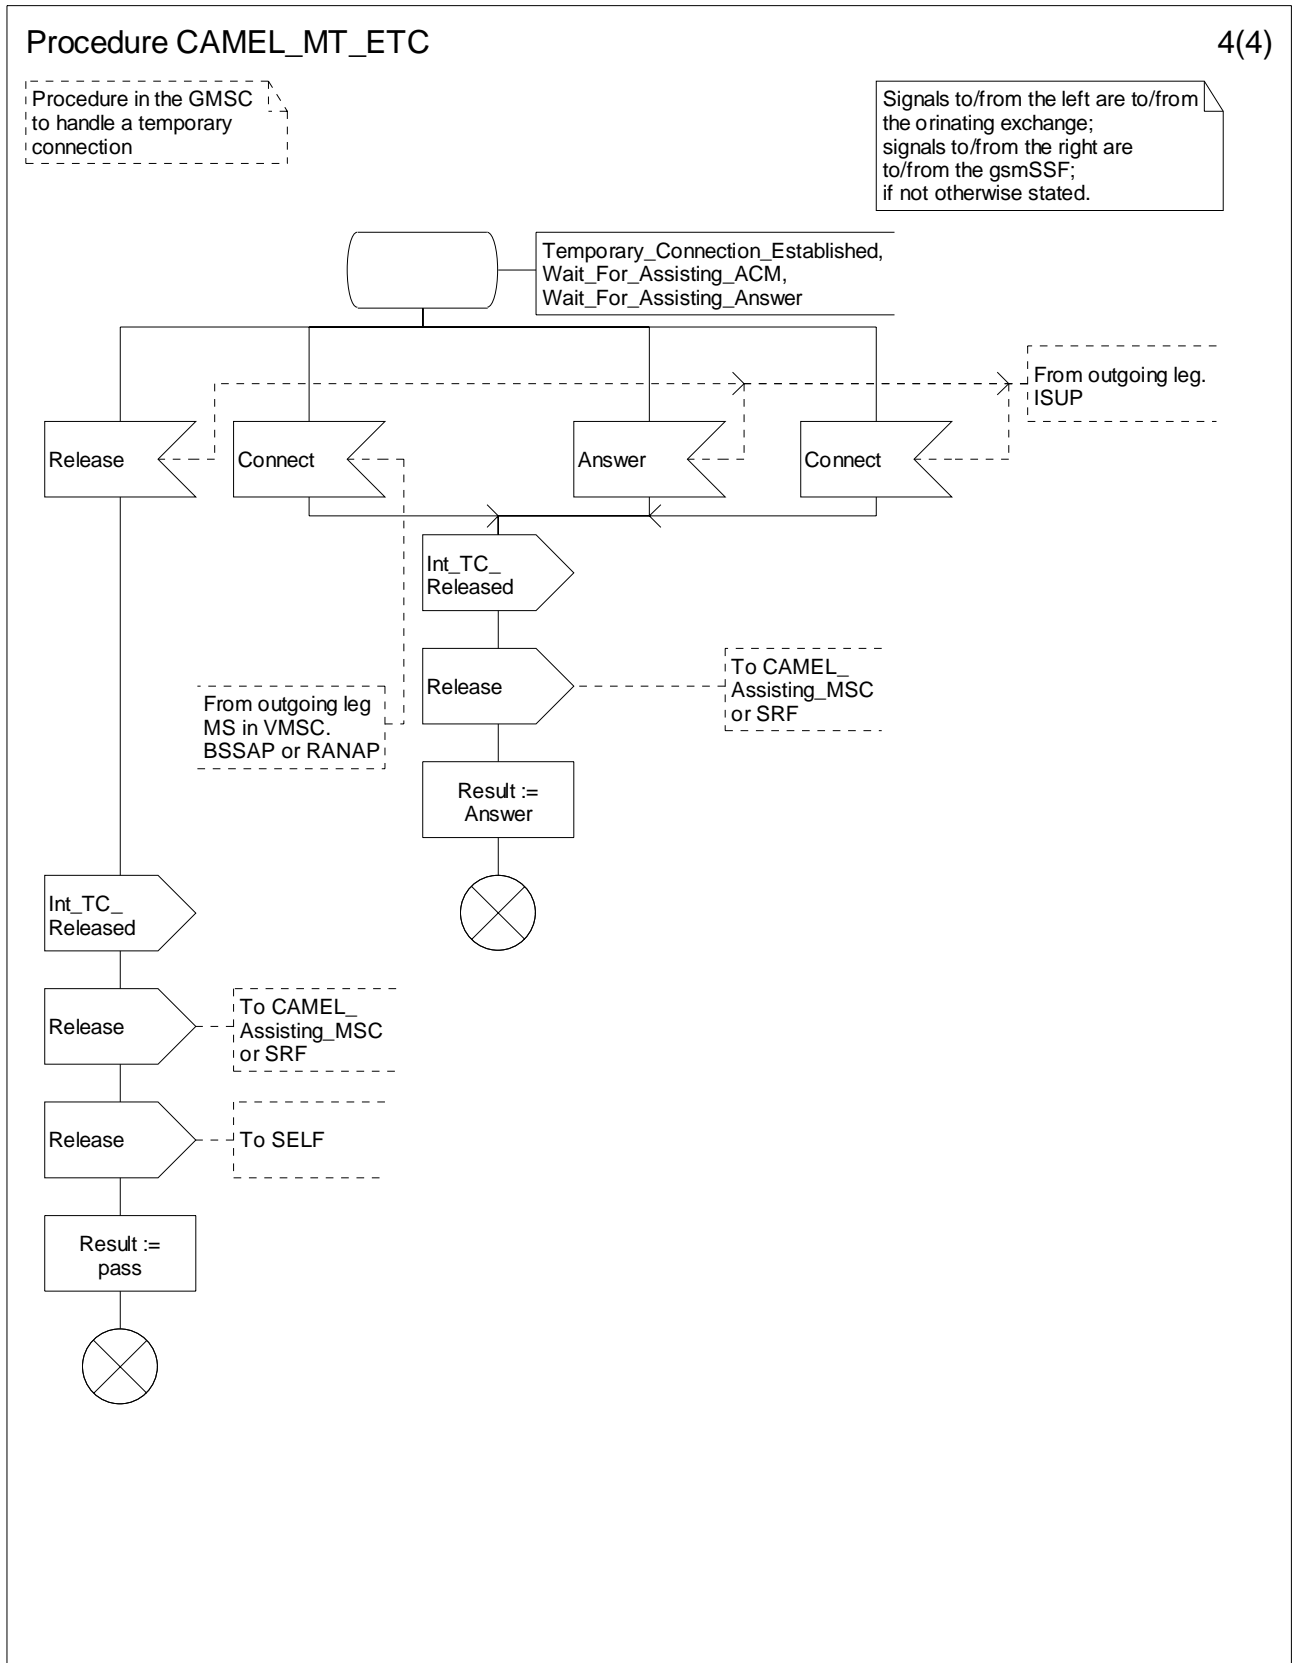 Procedure CAMEL_MT_ETC
4(4)
Procedure in the GMSC
to handle a temporary
connection
Signals to/from the left are to/from
the orinating exchange;
signals to/from the right are
to/from the gsmSSF;
if not otherwise stated.
Temporary_Connection_Established,
Wait_For_Assisting_ACM,
Wait_For_Assisting_Answer
From outgoing leg.
ISUP
Release
Connect
Answer
Connect
Int_TC_
Released
Release
To CAMEL_
Assisting_MSC
or SRF
From outgoing leg
MS in VMSC.
BSSAP or RANAP
Result :=
Answer
Int_TC_
Released
Release
To CAMEL_
Assisting_MSC
or SRF
Release
To SELF
Result :=
pass